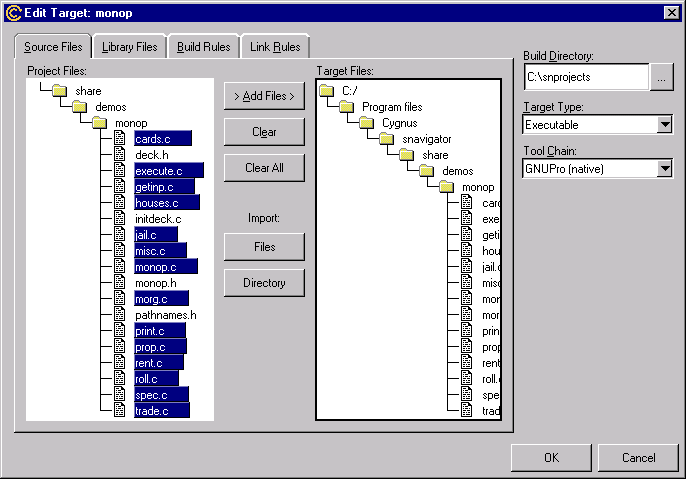 Edit Target: monop
Source Files
Library Files
Build Rules
Link Rules
Project Files:
share
demos
monop
cards.c
deck.h
execute.c
getinp.c
houses.c
initdeck.c
jail.c
misc.c
monop.c
monop.h
morg.c
pathnames.h
print.c
prop.c
rent.c
roll.c
spec.c
trade.c
> Add Files >
Clear
Clear All
Import:
Files
Directory
Target Files:
C:/
Program files
Cygnus
snavigator
share
demos
monop
card
exe
geti
hou
jail.c
misc
mon
mor
prin
prop
rent
roll.
spe
trad
Build Directory:
C:\snprojects
...
Target Type:
Executable
Tool Chain:
GNUPro (native)
OK
Cancel